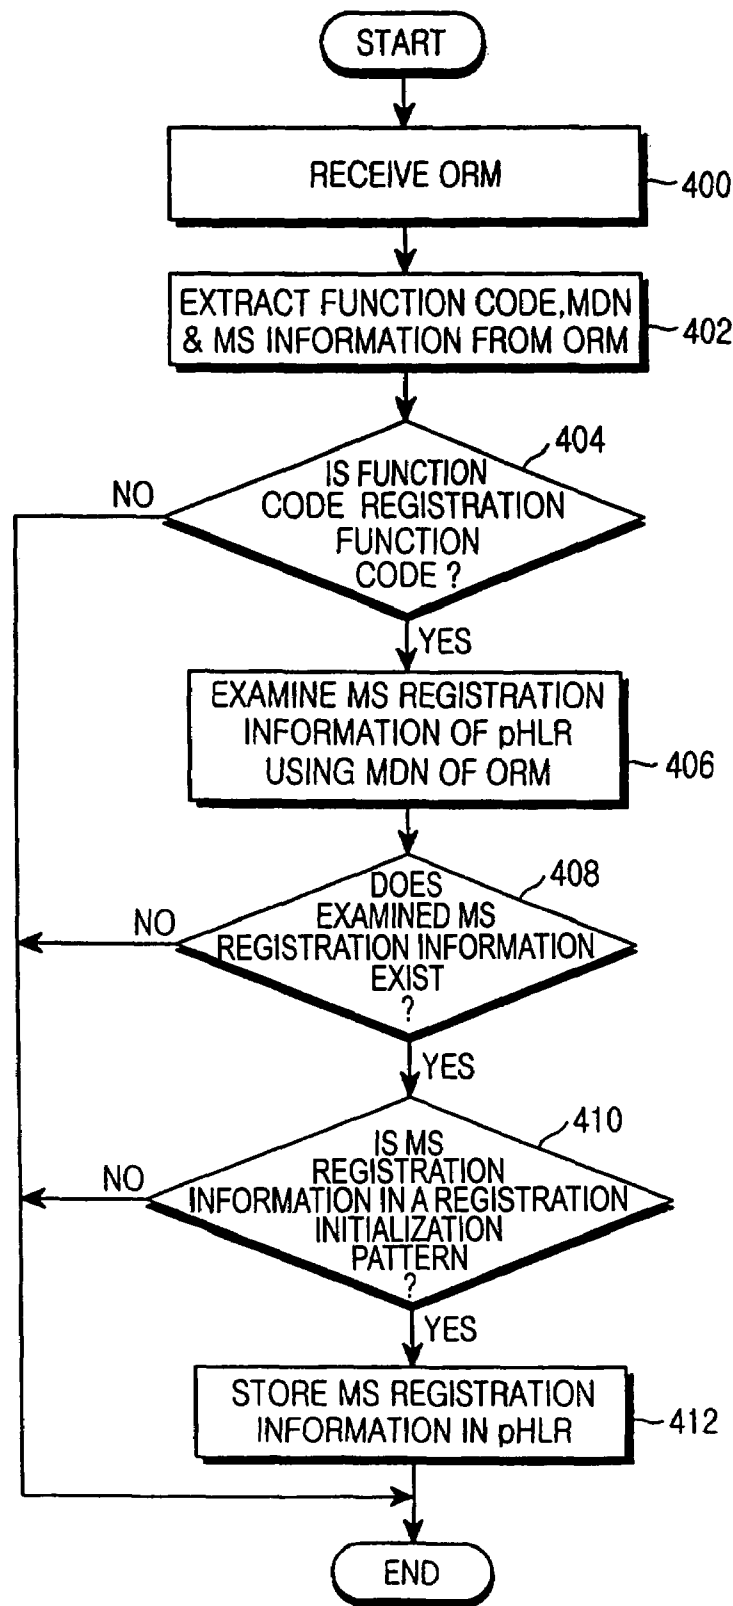 START
RECEIVE ORM
400
EXTRACT FUNCTION CODE,MDN
& MS INFORMATION FROM ORM
402
404
IS FUNCTION
CODE REGISTRATION
FUNCTION
CODE ?
NO
YES
EXAMINE MS REGISTRATION
INFORMATION OF pHLR
USING MDN OF ORM
406
408
DOES
EXAMINED MS
REGISTRATION INFORMATION
EXIST
?
NO
YES
410
IS MS
REGISTRATION
INFORMATION IN A REGISTRATION
INITIALIZATION
PATTERN
?
NO
YES
STORE MS REGISTRATION
INFORMATION IN pHLR
412
END